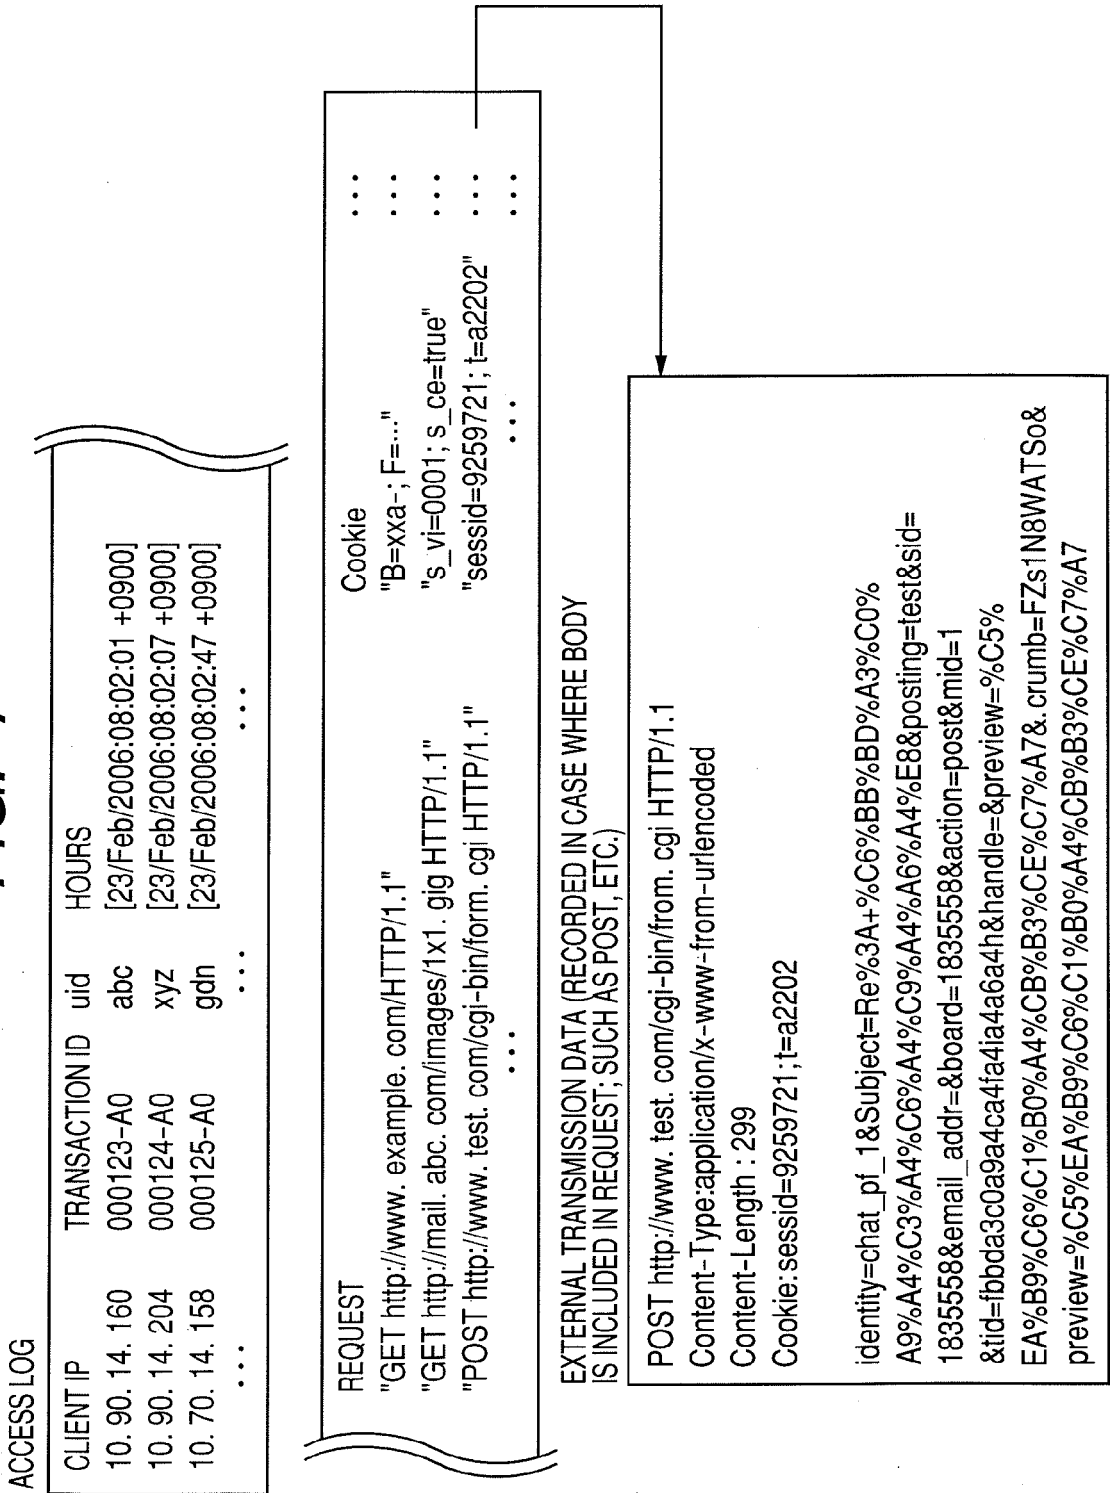 ACCESS LOG
CLIENT IP TRANSACTION ID uid HOURS
10. 90. 14. 160 000123-A0 abc [23/Feb/2006:08:02:01 +0900]
10. 90. 14. 204 000124-A0 xyz [23/Feb/2006:08:02:07 +0900]
10. 70. 14. 158 000125-A0 gdn [23/Feb/2006:08:02:47 +0900]
... ... ...
REQUEST Cookie ...
"GET http://www. example. com/HTTP/1.1" "B=xxa-; F=..." ...
"GET http://mail. abc. com/images/1x1. gig HTTP/1.1" "s_vi=0001; s_ce=true" ...
"POST http://www. test. com/cgi-bin/form. cgi HTTP/1.1" "sessid=9259721; t=a2202" ...
... ... ...
EXTERNAL TRANSMISSION DATA (RECORDED IN CASE WHERE BODY
IS INCLUDED IN REQUEST; SUCH AS POST, ETC.)
POST http://www. test. com/cgi-bin/from. cgi HTTP/1.1
Content-Type:application/x-www-from-urlencoded
Content-Length : 299
Cookie:sessid=9259721;t=a2202
identity=chat_pf_1&Subject=Re%3A+%C6%BB%BD%A3%C0%
A9%A4%C3%A4%C6%A4%C9%A4%A6%A4%E8&posting=test&sid=
1835558&email_addr=&board=1835558&action=post&mid=1
&tid=fbbda3c0a9a4ca4fa4ia4a6a4h&handle=&preview=%C5%
EA%B9%C6%C1%B0%A4%CB%B3%CE%C7%A7&. crumb=FZs1N8WATSo&
preview=%C5%EA%B9%C6%C1%B0%A4%CB%B3%CE%C7%A7